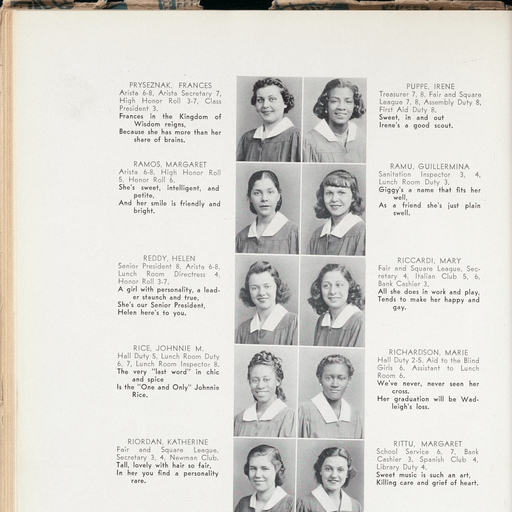 PRYSEZNAK, FRANCES
Arista 6-8, Arista Secretary 7,
High Honor Roll 3-7, Class
President 3.
Frances in the Kingdom of
Wisdom reigns,
Because she has more than her
share of brains.
PUPPE, IRENE
Treasurer 7, 8, Fair and Square
League 7, 8, Assembly Duty 8,
First Aid Duty 8.
Sweet, in and out
Irene's a good scout.
RAMOS, MARGARET
Arista 6-8, High Honor Roll
5, Honor Roll 6.
She's sweet, intelligent, and
petite,
And her smile is friendly and
bright.
RAMU, GUILLERMINA
Sanitation Inspector 3, 4,
Lunch Room Duty 3.
Giggy's a name that fits her
well,
As a friend she's just plain
swell.
REDDY, HELEN
Senior President 8, Arista 6-8,
Lunch Room Directress 4,
Honor Roll 3-7.
A girl with personality, a lead-
er staunch and true,
She's our Senior President,
Helen here's to you.
RICCARDI, MARY
Fair and Square League, Sec-
retary 4, Italian Club 5, 6,
Bank Cashier 3.
All she does in work and play,
Tends to make her happy and
gay.
RICE, JOHNNIE M.
Hall Duty 5, Lunch Room Duty
6, 7, Lunch Room Inspector 8.
The very "last word" in chic
and spice
Is the "One and Only" Johnnie
Rice.
RICHARDSON, MARIE
Hall Duty 2-5, Aid to the Blind
Girls 6, Assistant to Lunch
Room 6.
We've never, never seen her
cross.
Her graduation will be Wad-
leigh's loss.
RIORDAN, KATHERINE
Fair and Square League,
Secretary 3, 4, Newman Club.
Tall, lovely with hair so fair,
In her you find a personality
rare.
RITTU, MARGARET
School Service 6, 7, Bank
Cashier 3, Spanish Club 4,
Library Duty 4.
Sweet music is such an art,
Killing care and grief of heart.